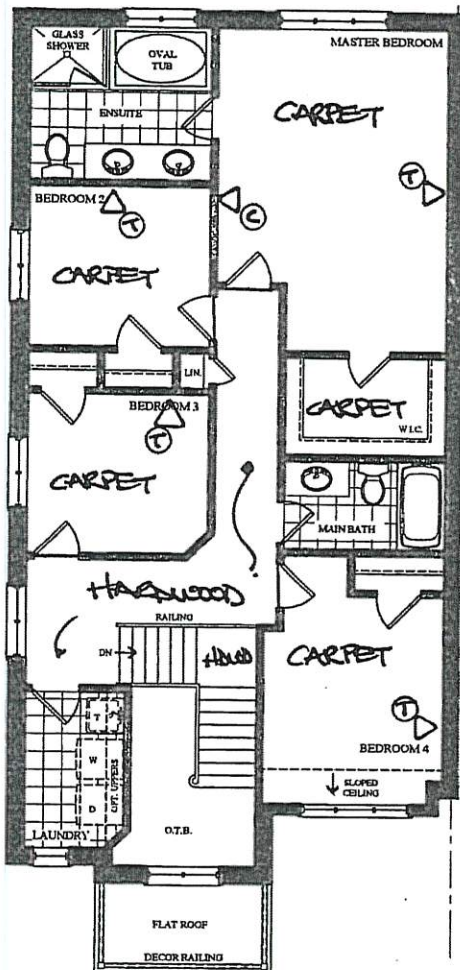 GLASS
SHOWER
OVAL
TUB
MASTER BEDROOM
ENSUITE
CARPET
T
BEDROOM 2
T
C
CARPET
LIN.
BEDROOM 3
T
CARPET
W.I.C.
CARPET
MAIN BATH
HARDWOOD
RAILING
DN
HDWD
CARPET
T
BEDROOM 4
SLOPED
CEILING
T
W
D
OPT. UPPERS
LAUNDRY
O.T.B.
FLAT ROOF
DECOR RAILING